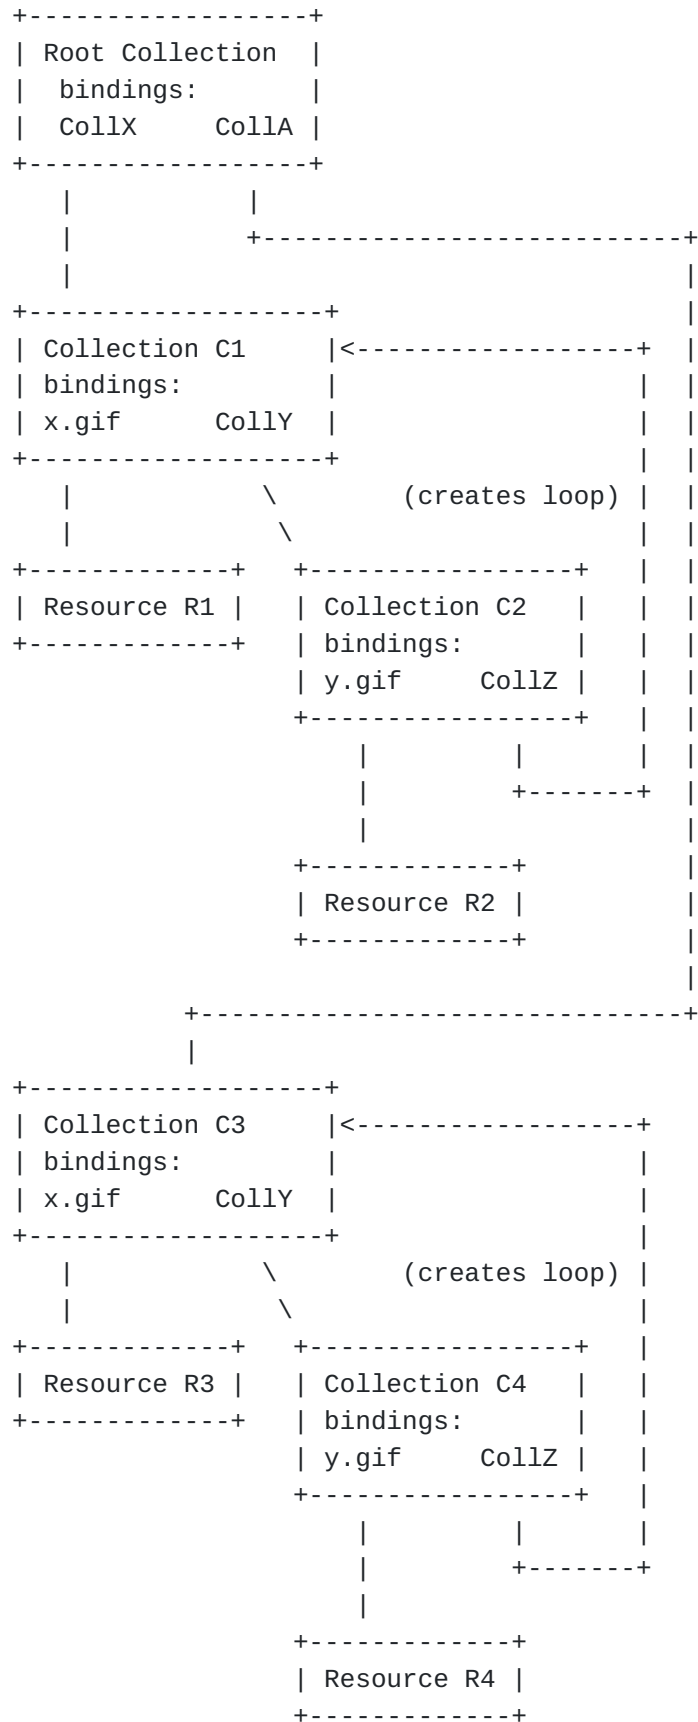 Root Collection
bindings:
CollX CollA
Collection C1
bindings:
x.gif CollY
(creates loop)
Resource R1
Collection C2
bindings:
y.gif CollZ
Resource R2
Collection C3
bindings:
x.gif CollY
(creates loop)
Resource R3
Collection C4
bindings:
y.gif CollZ
Resource R4